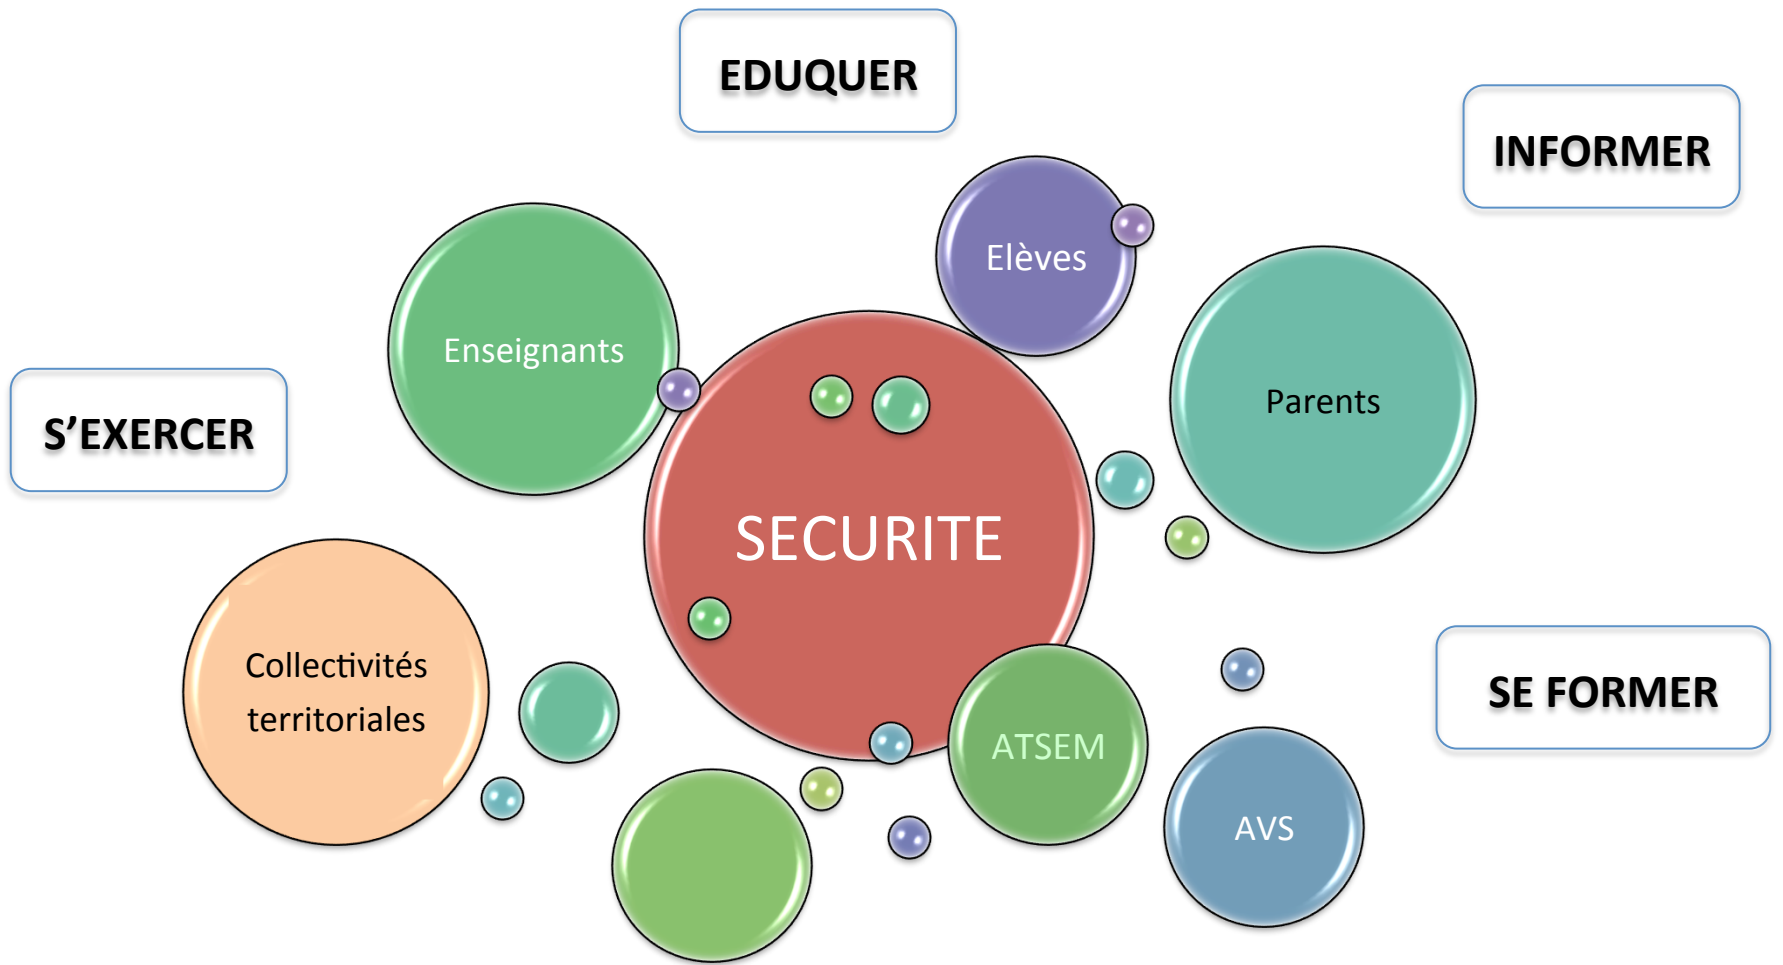 EDUQUER
INFORMER
Elèves
Enseignants
Parents
S’EXERCER
SECURITE
Collectivités
territoriales
SE FORMER
ATSEM
AVS